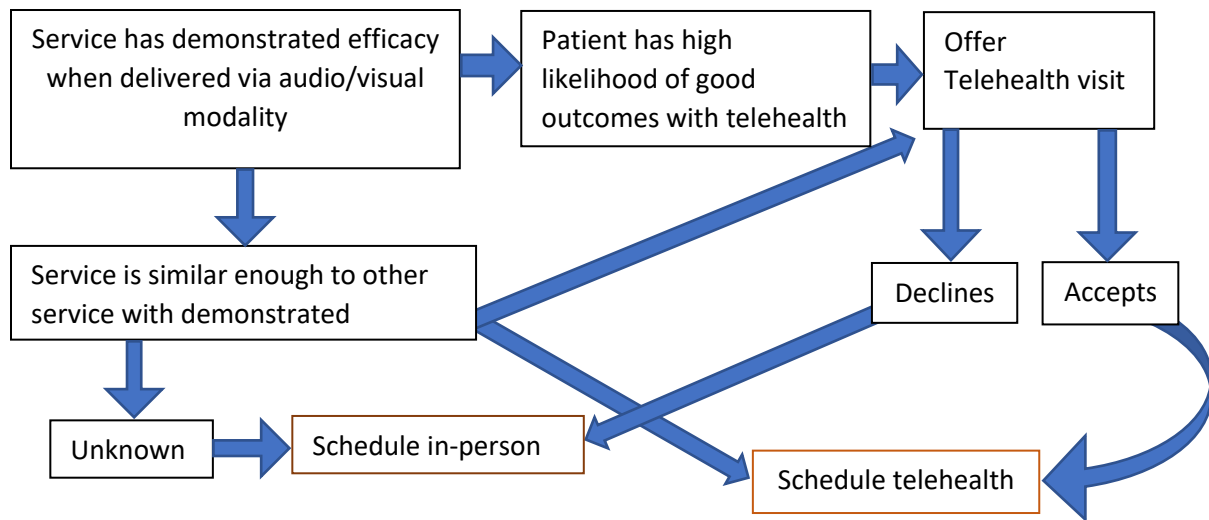 Service has demonstrated efficacy
when delivered via audio/visual
modality
Patient has high
likelihood of good
outcomes with telehealth
Offer
Telehealth visit
Service is similar enough to other
service with demonstrated
Declines
Accepts
Unknown
Schedule in-person
Schedule telehealth